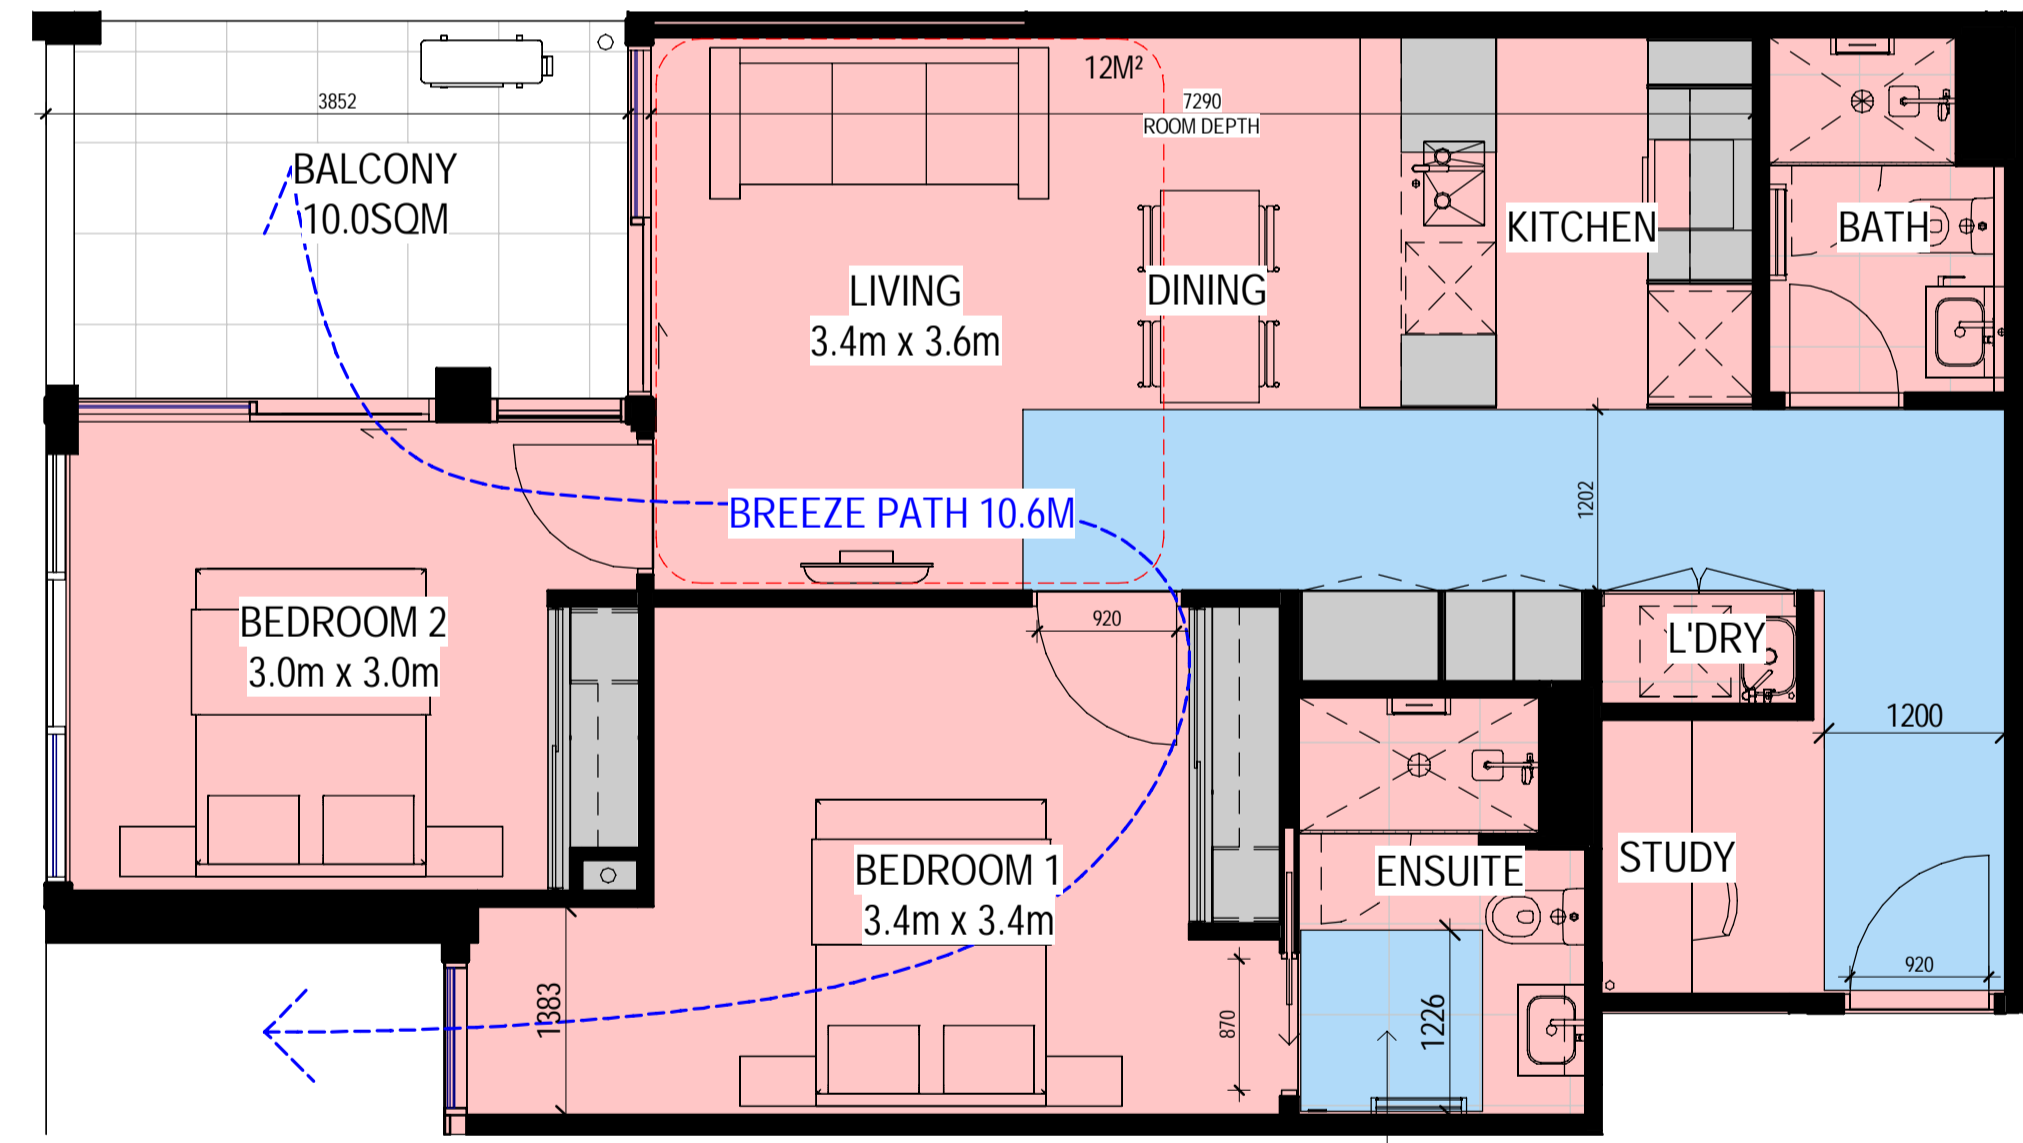 12M²
3852
7290
ROOM DEPTH
BALCONY
10.0SQM
KITCHEN
BATH
LIVING
3.4m x 3.6m
DINING
BREEZE PATH 10.6M
1202
920
BEDROOM 2
3.0m x 3.0m
L'DRY
1200
BEDROOM 1
3.4m x 3.4m
ENSUITE
STUDY
920
1383
870
1226